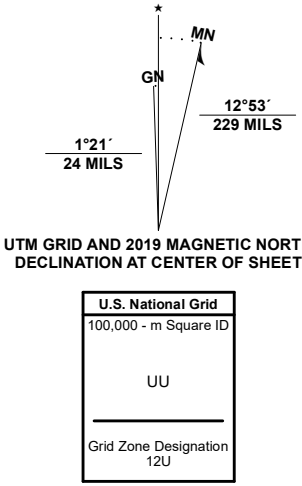 ★
MN
GN
12°53´
229 MILS
1°21´
24 MILS
UTM GRID AND 2019 MAGNETIC NORT
DECLINATION AT CENTER OF SHEET
U.S. National Grid
100,000 - m Square ID
UU
Grid Zone Designation
12U